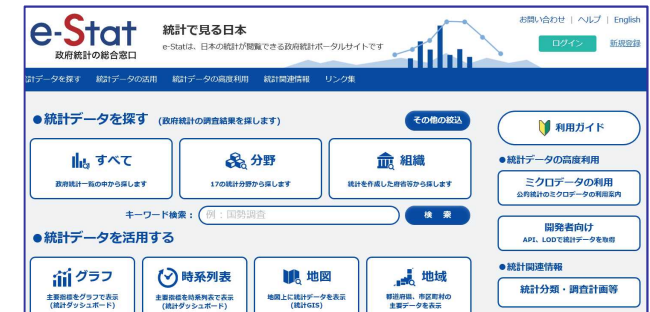 e-Stat
政府統計の総合窓口
統計で見る日本
e-Statは、日本の統計が閲覧できる政府統計ポータルサイトです
お問い合わせ | ヘルプ | English
ログイン 新規登録
計データを探す 統計データの活用 統計データの高度利用 統計関連情報 リンク集
●統計データを探す (政府統計の調査結果を探します)
その他の絞込
すべて
政府統計一覧の中から探します
分野
17の統計分野から探します
組織
統計を作成した府省等から探します
キーワード検索: 例:国勢調査 検 索
●統計データを活用する
グラフ
主要指標をグラフで表示
(統計ダッシュボード)
時系列表
主要指標を時系列表で表示
(統計ダッシュボード)
地図
地図上に統計データを表示
(統計GIS)
地域
都道府県、市区町村の
主要データを表示
利用ガイド
●統計データの高度利用
ミクロデータの利用
公的統計のミクロデータの利用案内
開発者向け
API、LODで統計データを取得
●統計関連情報
統計分類・調査計画等